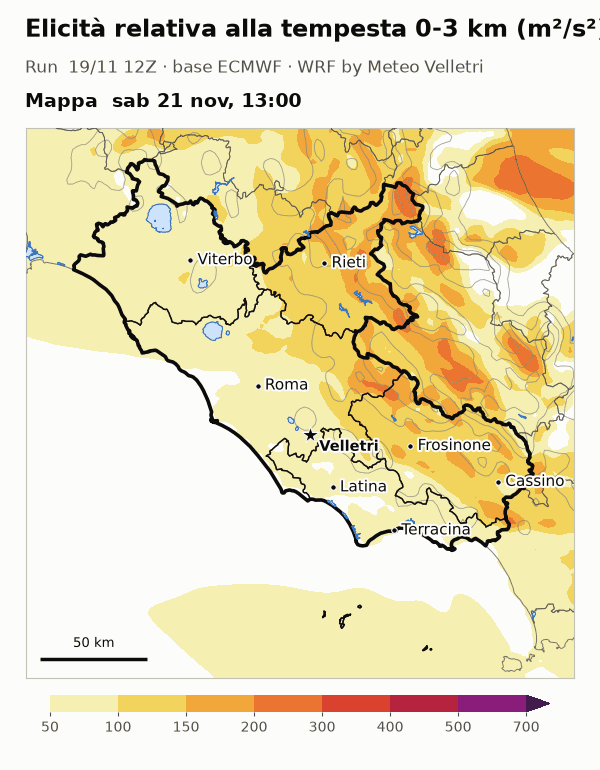 Elicità relativa alla tempesta 0-3 km (m²/s²)
Run  19/11 12Z · base ECMWF · WRF by Meteo Velletri
Mappa  sab 21 nov, 13:00
Viterbo
Rieti
Roma
Velletri
Frosinone
Cassino
Latina
Terracina
50 km
50 100 150 200 300 400 500 700